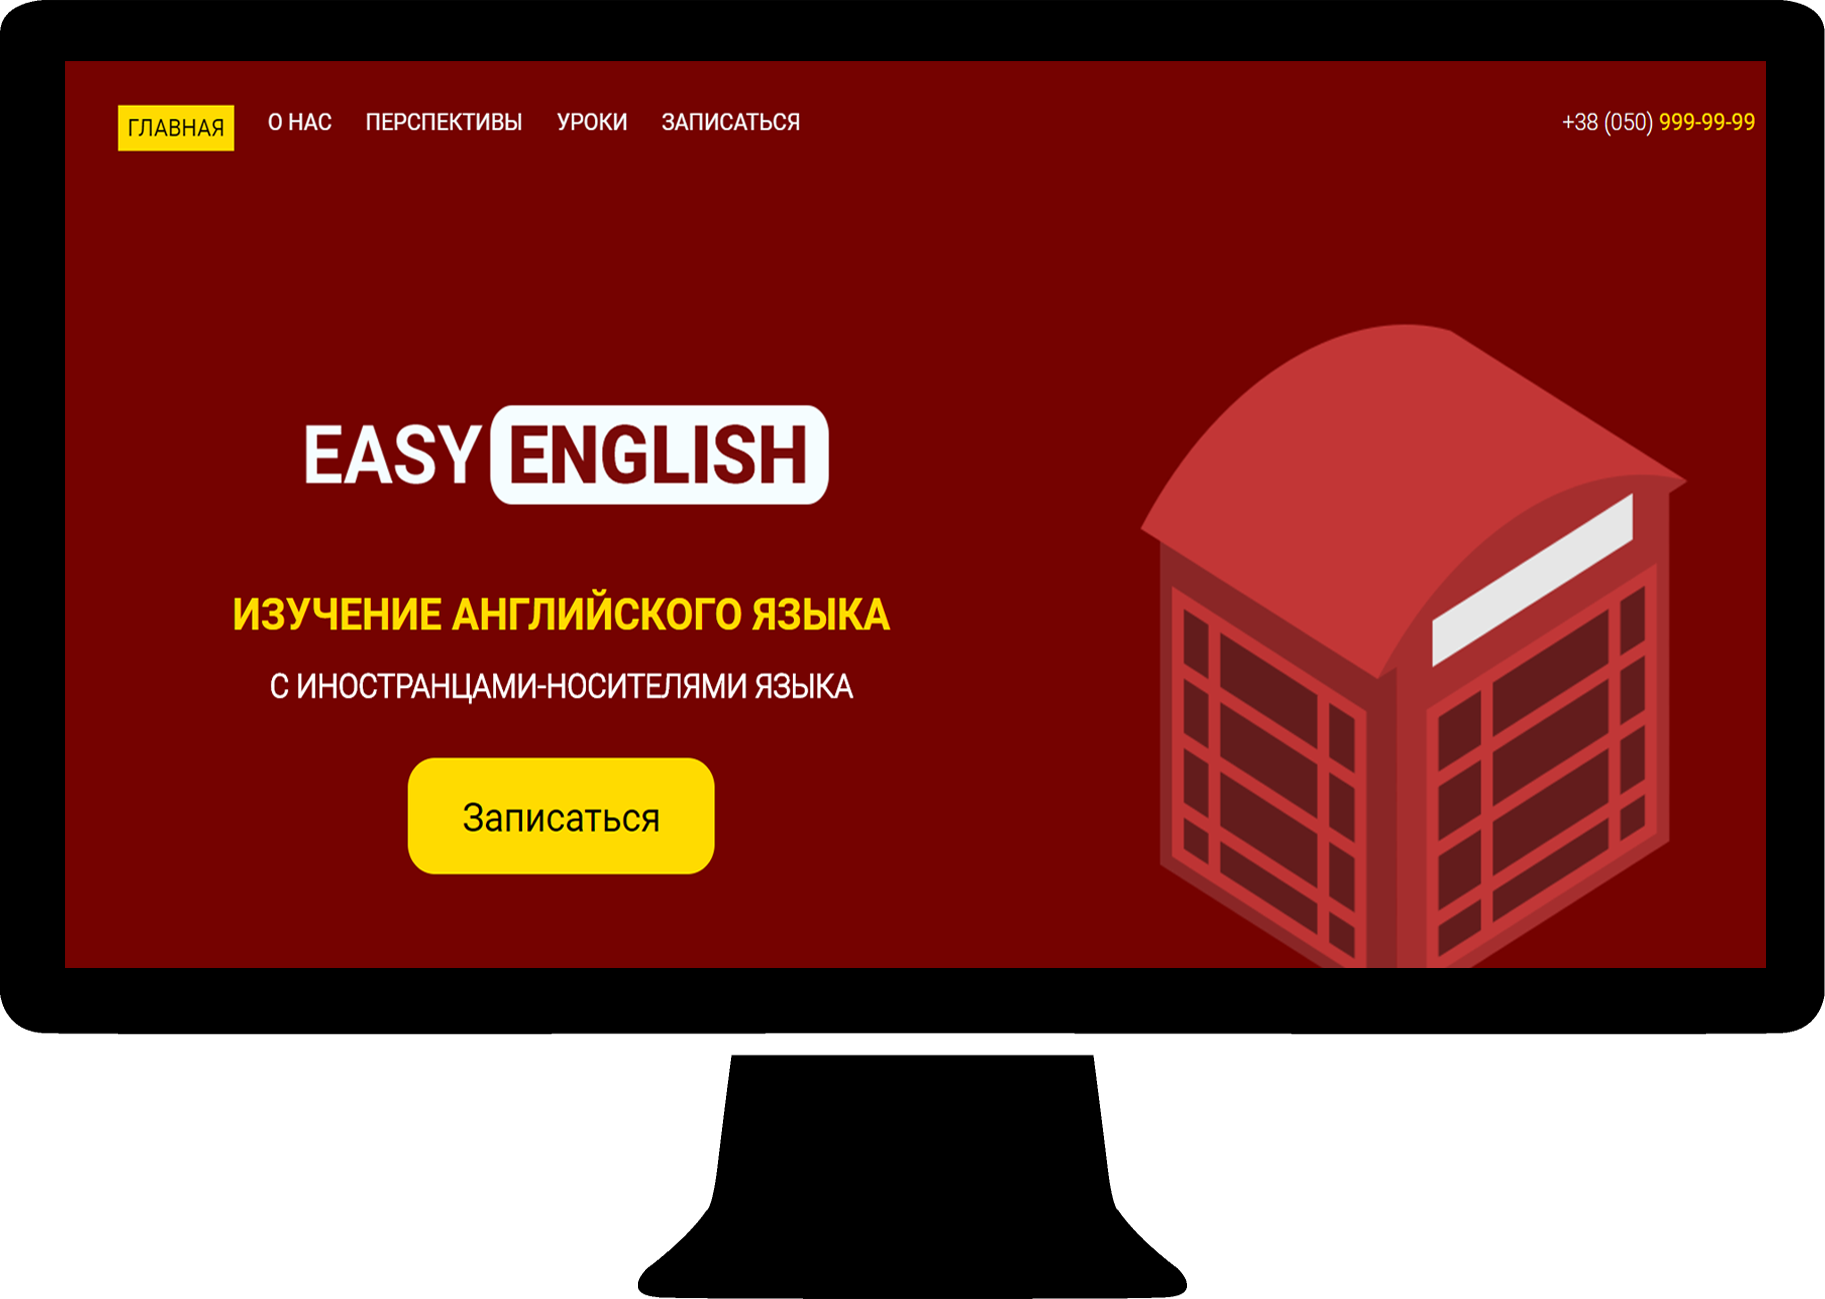 ГЛАВНАЯ О НАС ПЕРСПЕКТИВЫ УРОКИ ЗАПИСАТЬСЯ +38 (050) 999-99-99
EASY ENGLISH
ИЗУЧЕНИЕ АНГЛИЙСКОГО ЯЗЫКА
С ИНОСТРАНЦАМИ-НОСИТЕЛЯМИ ЯЗЫКА
Записаться